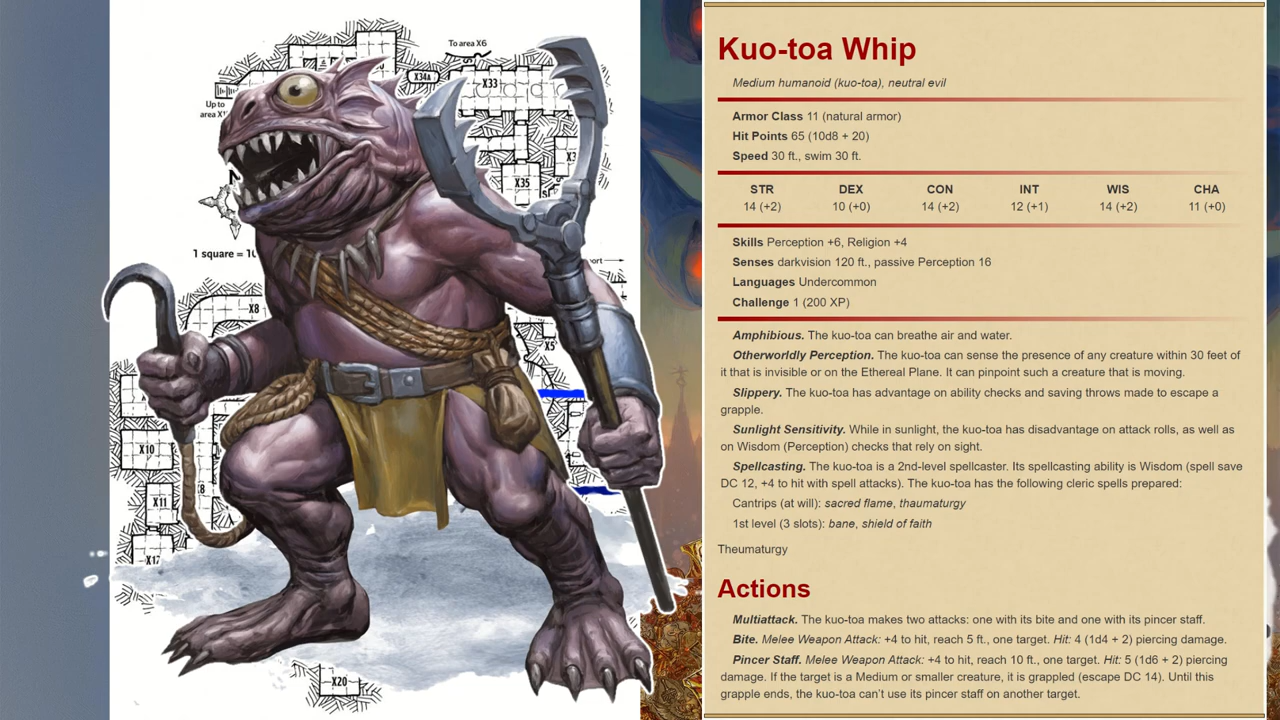 To area X6
X34A
X33
Up to
X3
X35
1 square = 10
X8
X5
X10
X11
8
X17
X20
Kuo-toa Whip
Medium humanoid (kuo-toa), neutral evil
Armor Class 11 (natural armor)
Hit Points 65 (10d8 + 20)
Speed 30 ft., swim 30 ft.
STR DEX CON INT WIS CHA
14 (+2) 10 (+0) 14 (+2) 12 (+1) 14 (+2) 11 (+0)
Skills Perception +6, Religion +4
Senses darkvision 120 ft., passive Perception 16
Languages Undercommon
Challenge 1 (200 XP)
Amphibious. The kuo-toa can breathe air and water.
Otherworldly Perception. The kuo-toa can sense the presence of any creature within 30 feet of
it that is invisible or on the Ethereal Plane. It can pinpoint such a creature that is moving.
Slippery. The kuo-toa has advantage on ability checks and saving throws made to escape a
grapple.
Sunlight Sensitivity. While in sunlight, the kuo-toa has disadvantage on attack rolls, as well as
on Wisdom (Perception) checks that rely on sight.
Spellcasting. The kuo-toa is a 2nd-level spellcaster. Its spellcasting ability is Wisdom (spell save
DC 12, +4 to hit with spell attacks). The kuo-toa has the following cleric spells prepared:
Cantrips (at will): sacred flame, thaumaturgy
1st level (3 slots): bane, shield of faith
Theumaturgy
Actions
Multiattack. The kuo-toa makes two attacks: one with its bite and one with its pincer staff.
Bite. Melee Weapon Attack: +4 to hit, reach 5 ft., one target. Hit: 4 (1d4 + 2) piercing damage.
Pincer Staff. Melee Weapon Attack: +4 to hit, reach 10 ft., one target. Hit: 5 (1d6 + 2) piercing
damage. If the target is a Medium or smaller creature, it is grappled (escape DC 14). Until this
grapple ends, the kuo-toa can't use its pincer staff on another target.